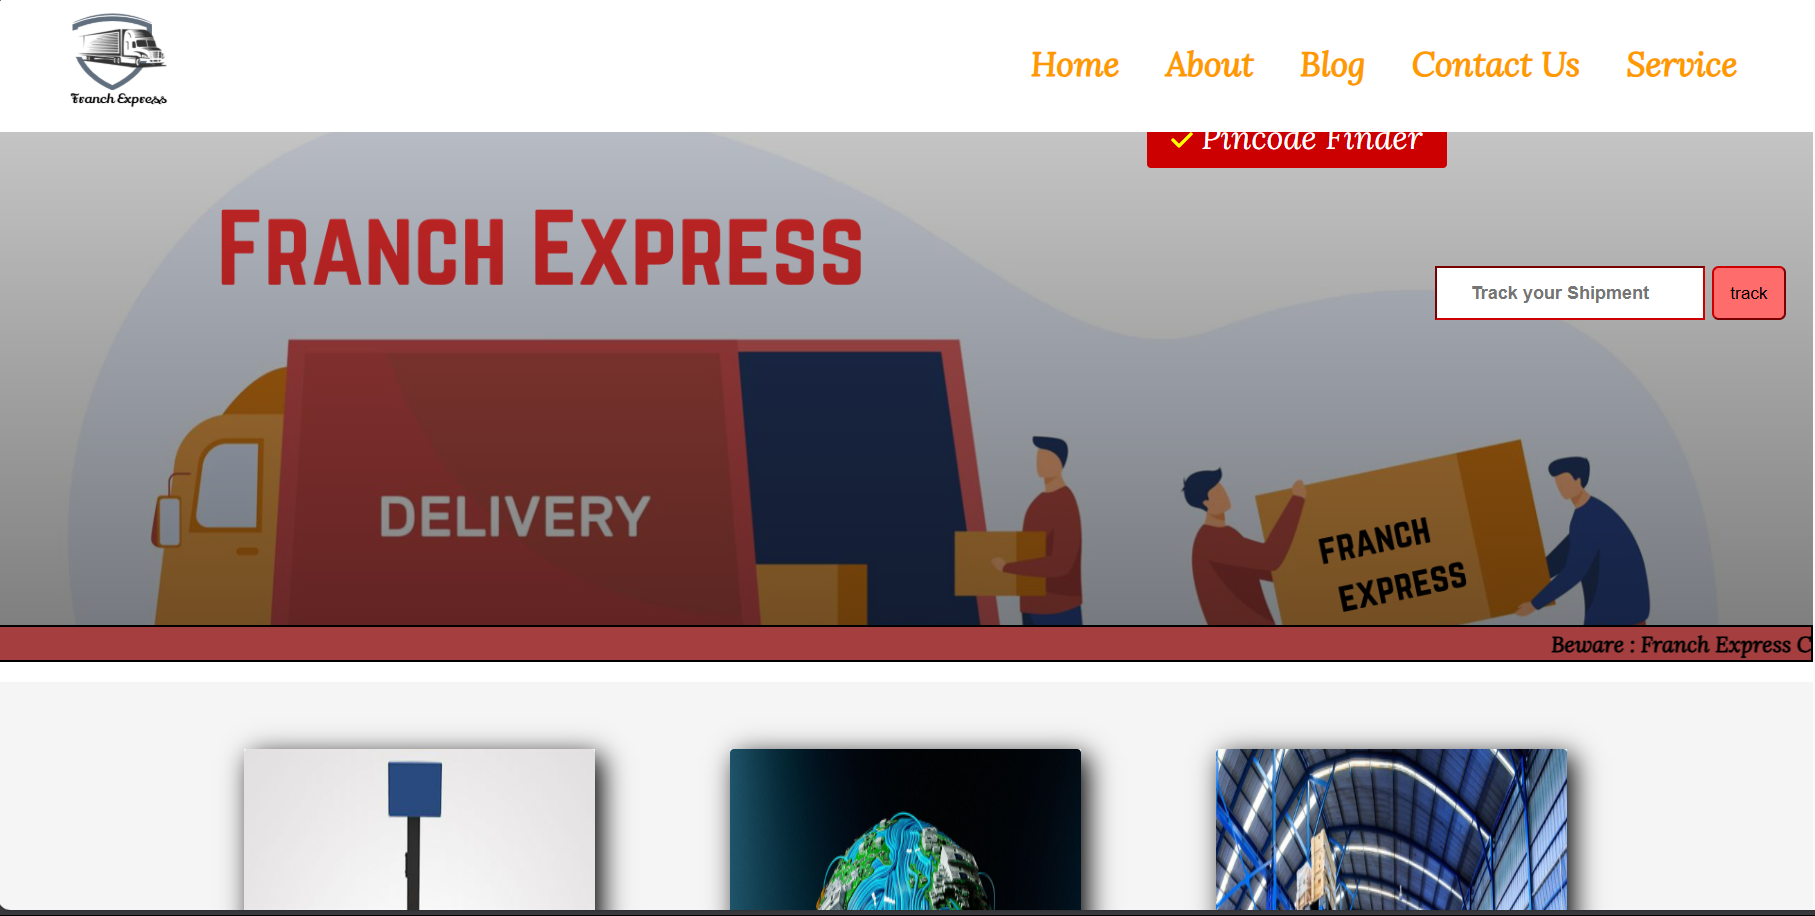 Franch Express
Home About Blog Contact Us Service
Pincode Finder
FRANCH EXPRESS
Track your Shipment track
DELIVERY
FRANCH
EXPRESS
Beware : Franch Express C